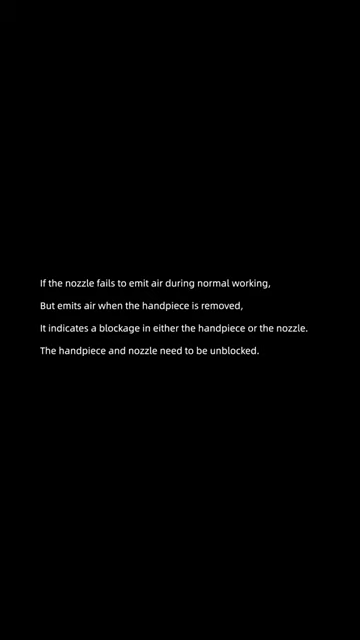 If the nozzle fails to emit air during normal working,
But emits air when the handpiece is removed,
It indicates a blockage in either the handpiece or the nozzle.
The handpiece and nozzle need to be unblocked.